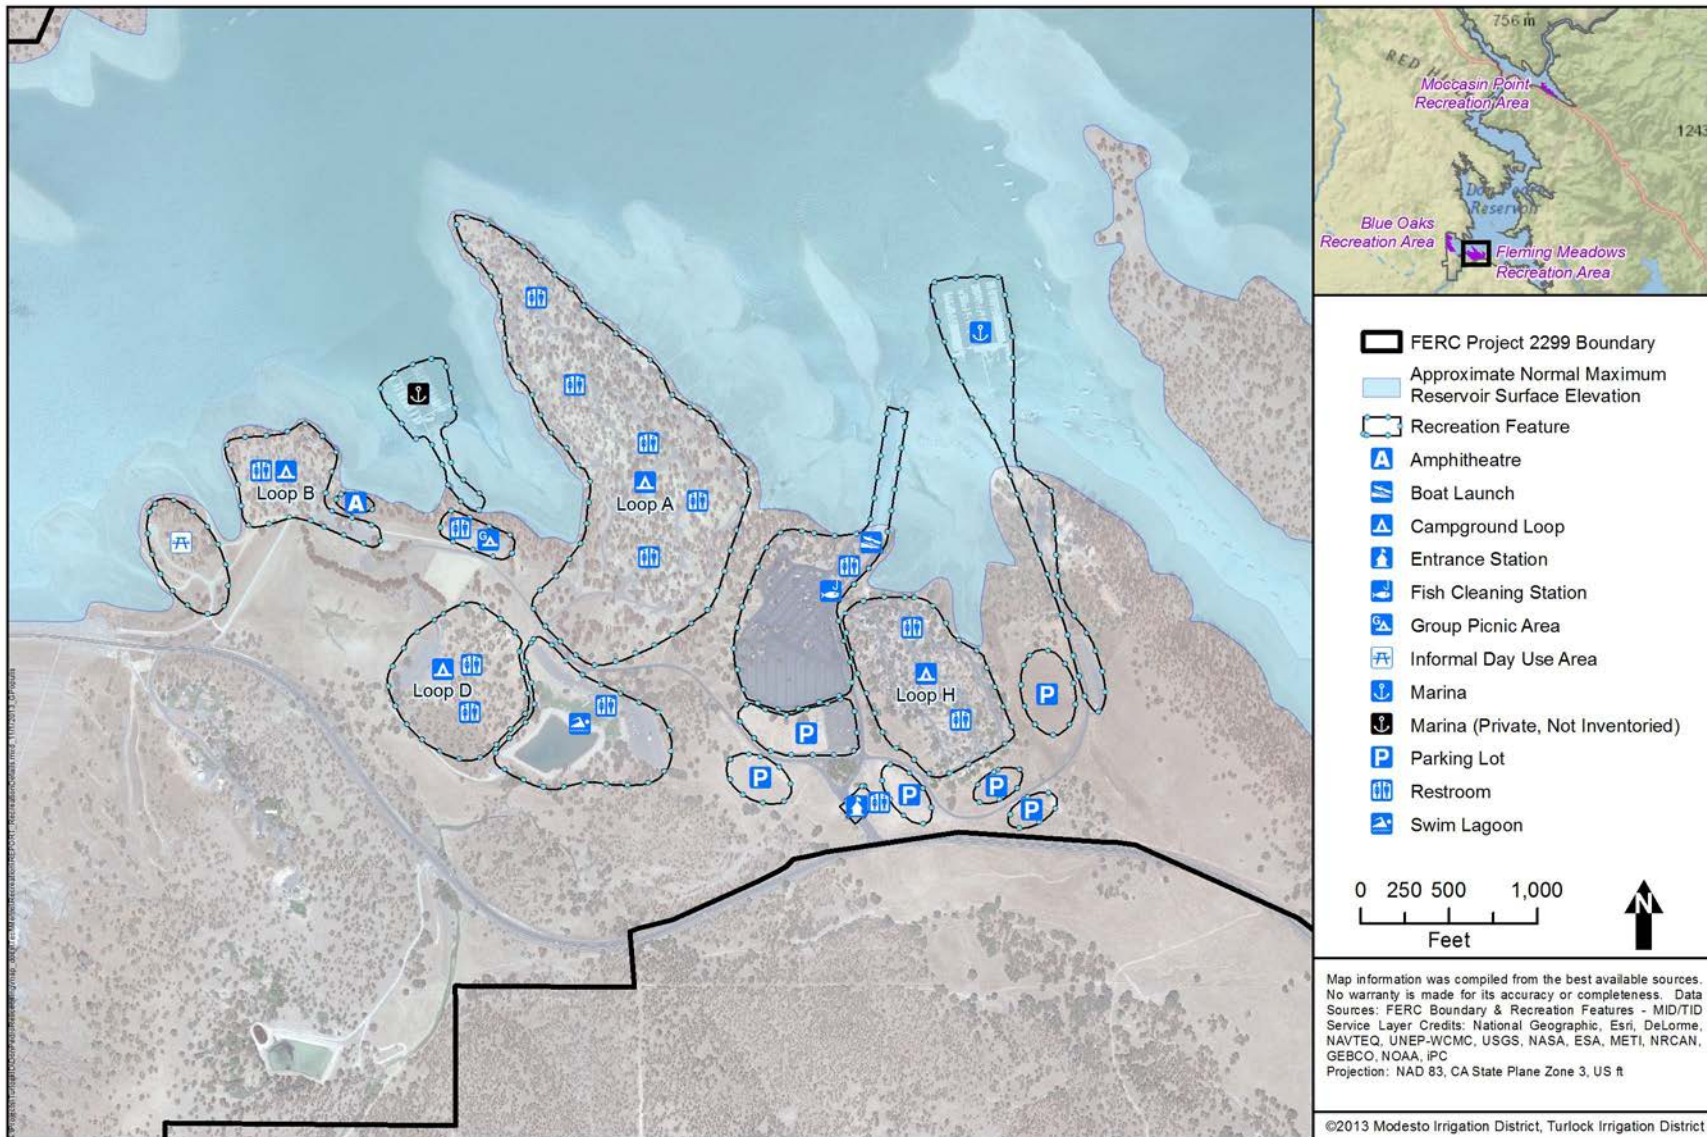 Loop B
A
Loop A
G
Loop D
Loop H
P
P
P
P
P
P
756 m
Moccasin Point
Recreation Area
1243
Reservoir
Blue Oaks
Recreation Area
Fleming Meadows
Recreation Area
FERC Project 2299 Boundary
Approximate Normal Maximum
Reservoir Surface Elevation
Recreation Feature
A Amphitheatre
Boat Launch
Campground Loop
Entrance Station
Fish Cleaning Station
G Group Picnic Area
Informal Day Use Area
Marina
Marina (Private, Not Inventoried)
P Parking Lot
Restroom
Swim Lagoon
0 250 500 1,000
Feet
N
Map information was compiled from the best available sources.
No warranty is made for its accuracy or completeness. Data
Sources: FERC Boundary & Recreation Features - MID/TID
Service Layer Credits: National Geographic, Esri, DeLorme,
NAVTEQ, UNEP-WCMC, USGS, NASA, ESA, METI, NRCAN,
GEBCO, NOAA, iPC
Projection: NAD 83, CA State Plane Zone 3, US ft
©2013 Modesto Irrigation District, Turlock Irrigation District